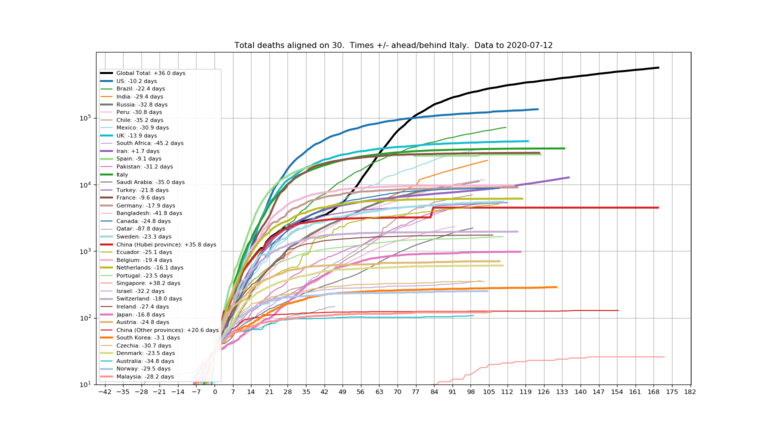 Total deaths aligned on 30. Times +/- ahead/behind Italy. Data to 2020-07-12
Global Total: +36.0 days
US: -10.2 days
Brazil: -22.4 days
India: -29.4 days
Russia: -32.8 days
Peru: -30.8 days
Chile: -35.2 days
Mexico: -30.9 days
UK: -13.9 days
South Africa: -45.2 days
Iran: +1.7 days
Spain: -9.1 days
Pakistan: -31.2 days
Italy
Saudi Arabia: -35.0 days
Turkey: -21.8 days
France: -9.6 days
Germany: -17.9 days
Bangladesh: -41.8 days
Canada: -24.8 days
Qatar: -87.8 days
Sweden: -23.3 days
China (Hubei province): +35.8 days
Ecuador: -25.1 days
Belgium: -19.4 days
Netherlands: -16.1 days
Portugal: -23.5 days
Singapore: +38.2 days
Israel: -32.2 days
Switzerland: -18.0 days
Ireland: -27.4 days
Japan: -16.8 days
Austria: -24.8 days
China (Other provinces): +20.6 days
South Korea: -3.1 days
Czechia: -30.7 days
Denmark: -23.5 days
Australia: -34.8 days
Norway: -29.5 days
Malaysia: -28.2 days
10⁵
10⁴
10³
10²
10¹
−42 −35 −28 −21 −14 −7 0 7 14 21 28 35 42 49 56 63 70 77 84 91 98 105 112 119 126 133 140 147 154 161 168 175 182